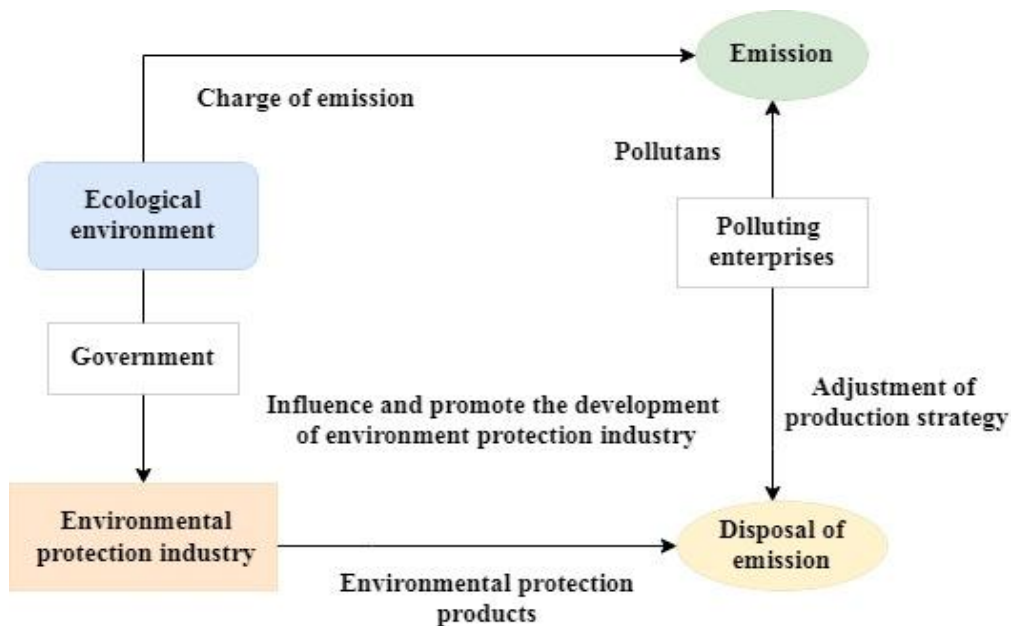 Emission
Charge of emission
Pollutans
Ecological
environment
Polluting
enterprises
Government
Influence and promote the development
of environment protection industry
Adjustment of
production strategy
Environmental
protection industry
Disposal of
emission
Environmental protection
products